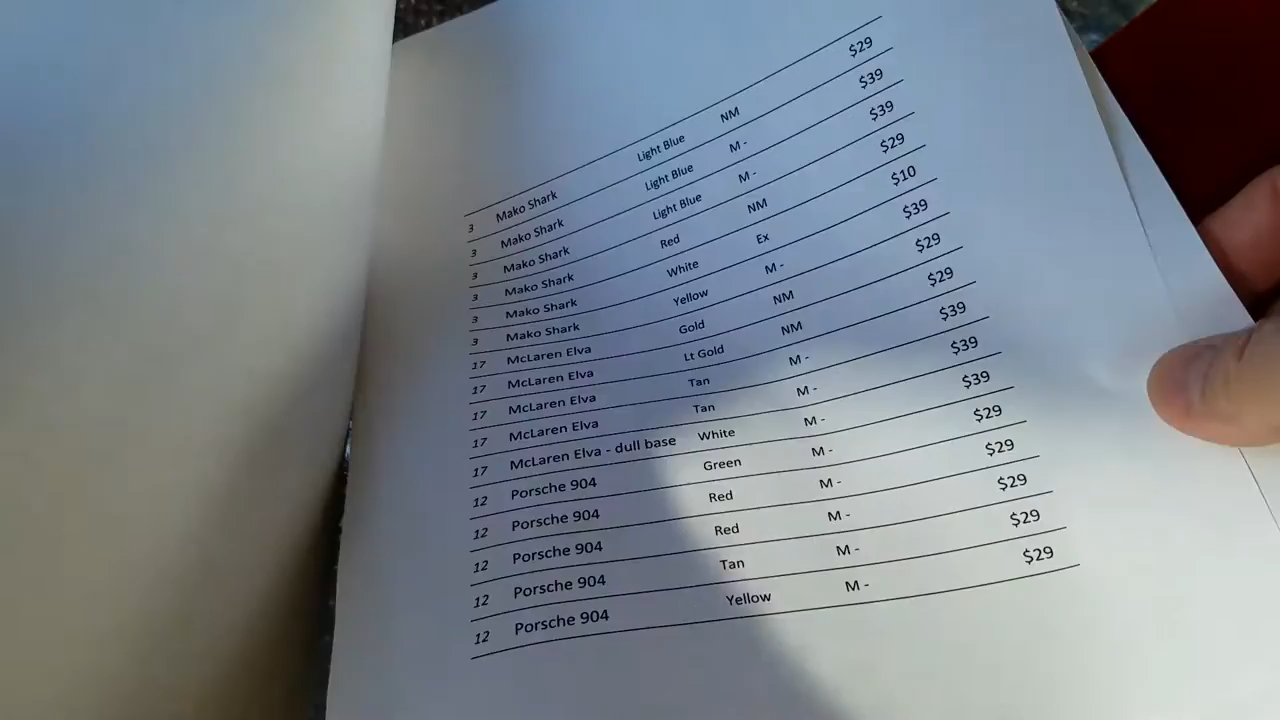 3 Mako Shark Light Blue NM $29
3 Mako Shark Light Blue M - $39
3 Mako Shark Light Blue M - $39
3 Mako Shark Red NM $29
3 Mako Shark White Ex $10
3 Mako Shark Yellow M - $39
17 McLaren Elva Gold NM $29
17 McLaren Elva Lt Gold NM $29
17 McLaren Elva Tan M - $39
17 McLaren Elva Tan M - $39
17 McLaren Elva - dull base White M - $39
12 Porsche 904 Green M - $29
12 Porsche 904 Red M - $29
12 Porsche 904 Red M - $29
12 Porsche 904 Tan M - $29
12 Porsche 904 Yellow M - $29